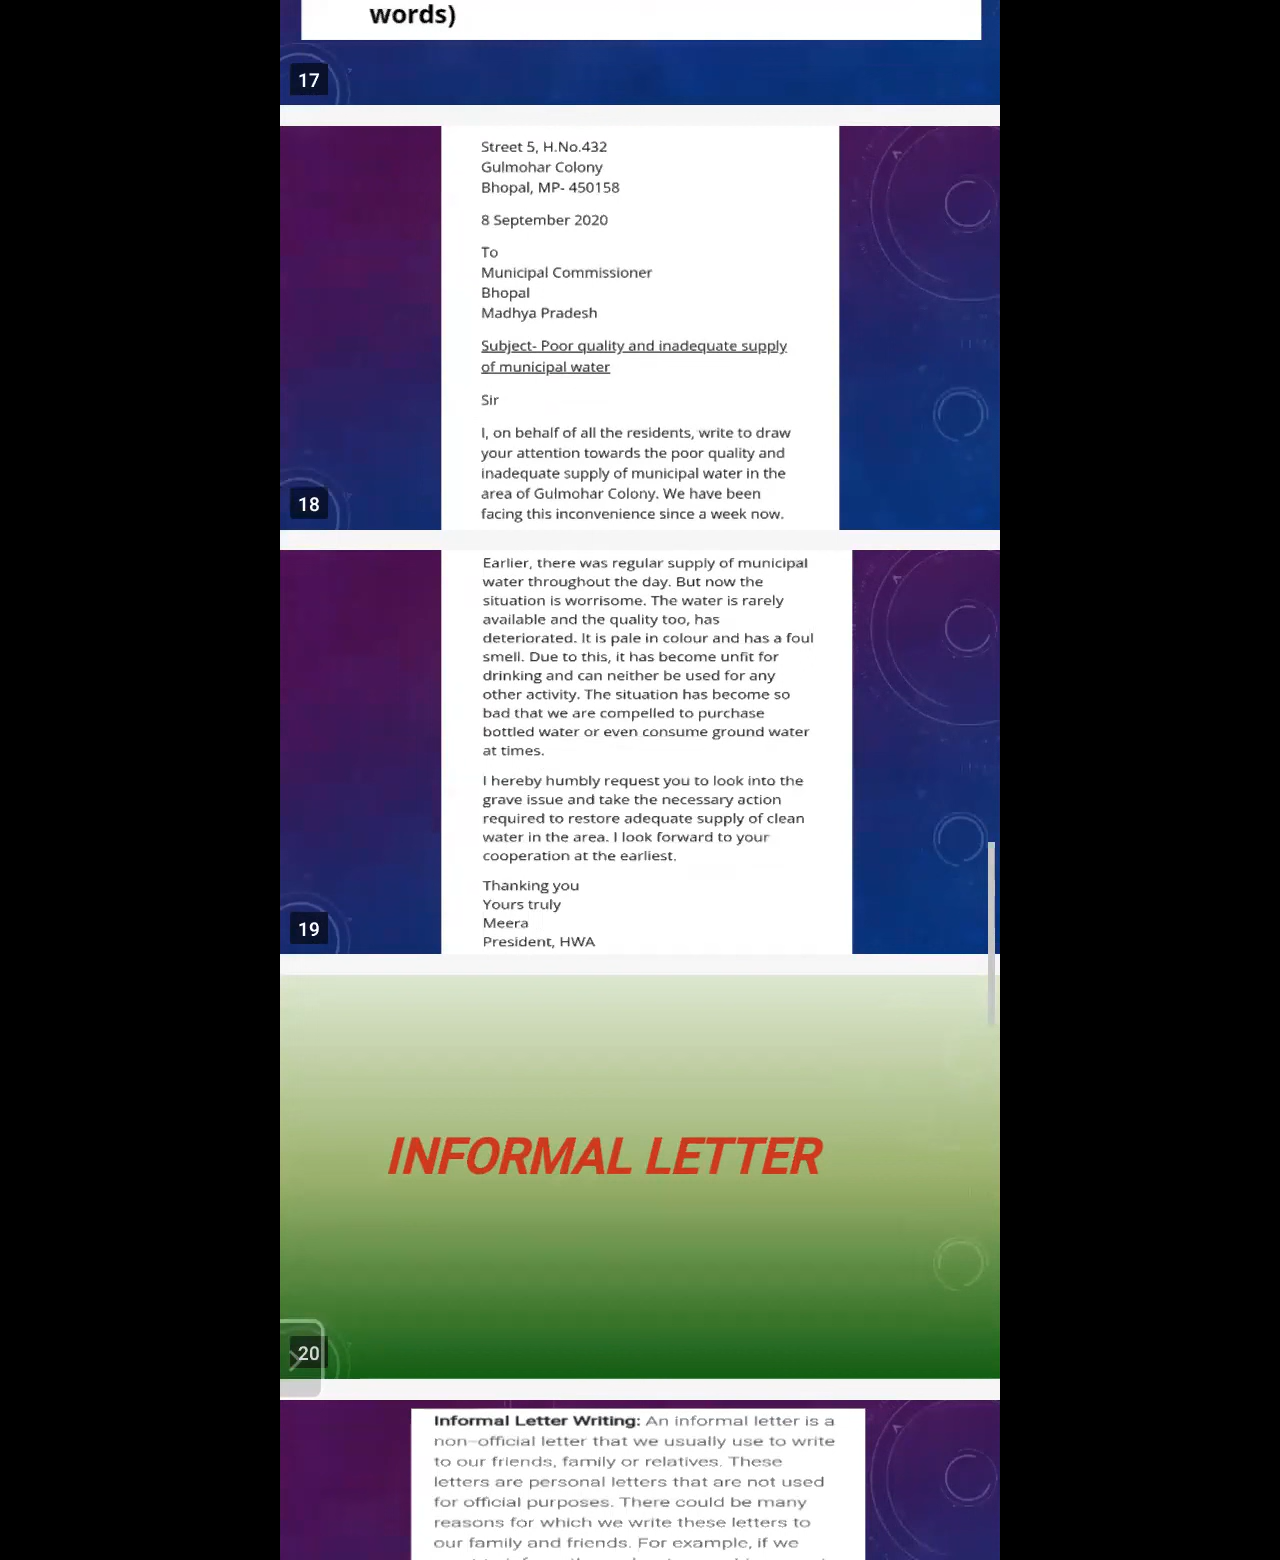 words)
17
Street 5, H.No.432
Gulmohar Colony
Bhopal, MP- 450158
8 September 2020
To
Municipal Commissioner
Bhopal
Madhya Pradesh
Subject- Poor quality and inadequate supply
of municipal water
Sir
I, on behalf of all the residents, write to draw
your attention towards the poor quality and
inadequate supply of municipal water in the
area of Gulmohar Colony. We have been
facing this inconvenience since a week now.
18
Earlier, there was regular supply of municipal
water throughout the day. But now the
situation is worrisome. The water is rarely
available and the quality too, has
deteriorated. It is pale in colour and has a foul
smell. Due to this, it has become unfit for
drinking and can neither be used for any
other activity. The situation has become so
bad that we are compelled to purchase
bottled water or even consume ground water
at times.
I hereby humbly request you to look into the
grave issue and take the necessary action
required to restore adequate supply of clean
water in the area. I look forward to your
cooperation at the earliest.
Thanking you
Yours truly
Meera
President, HWA
19
INFORMAL LETTER
20
Informal Letter Writing: An informal letter is a
non-official letter that we usually use to write
to our friends, family or relatives. These
letters are personal letters that are not used
for official purposes. There could be many
reasons for which we write these letters to
our family and friends. For example, if we